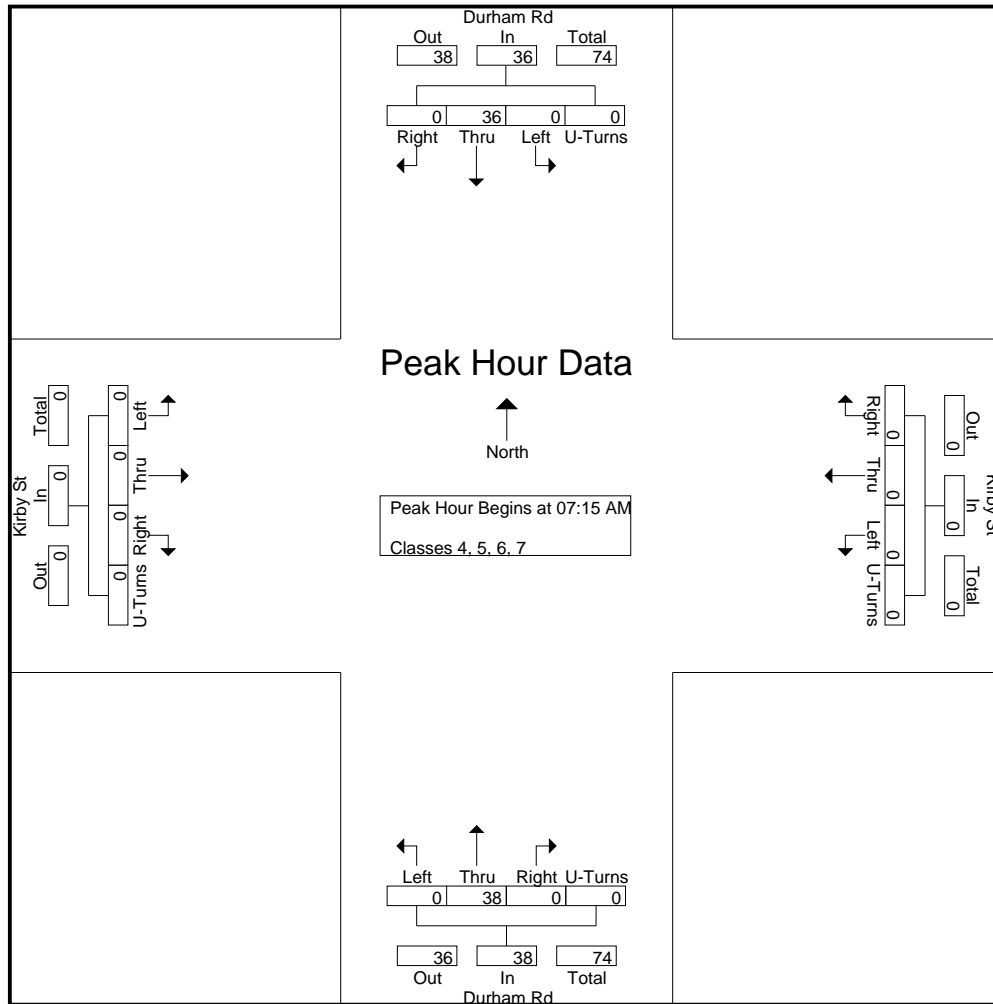 Durham Rd
Out In Total
38 36 74
0 36 0 0
Right Thru Left U-Turns
Peak Hour Data
North
Peak Hour Begins at 07:15 AM
Classes 4, 5, 6, 7
Kirby St
Out In Total
0 0 0
0 0 0 0
U-Turns Right Thru Left
Kirby St
Out In Total
0 0 0
0 0 0 0
Right Thru Left U-Turns
Left Thru Right U-Turns
0 38 0 0
36 38 74
Out In Total
Durham Rd